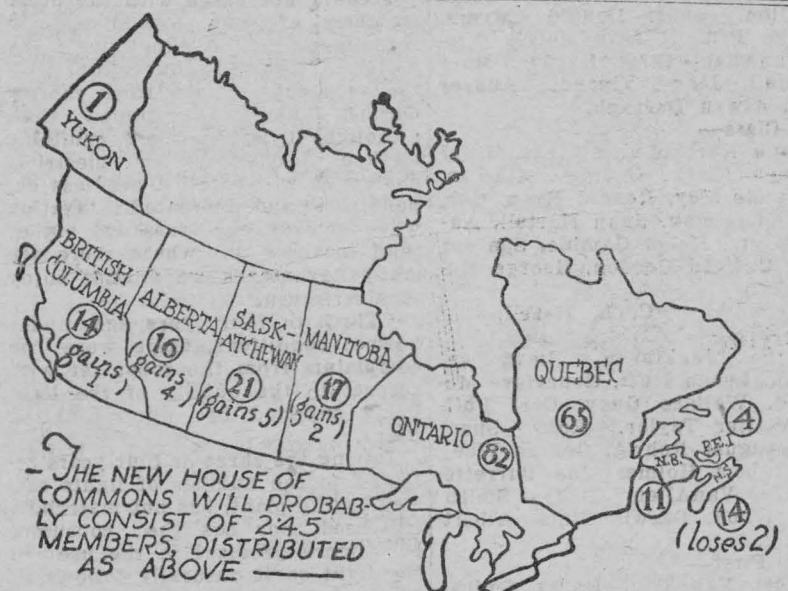 1
YUKON
BRITISH
COLUMBIA
14
(gains
1)
ALBERTA
16
(gains
4)
SASK-
ATCHEWAN
21
(gains 5)
MANITOBA
17
(gains
2)
ONTARIO
82
QUEBEC
65
4
P.E.I
N.B.
N.S.
11
14
(loses 2)
- THE NEW HOUSE OF
COMMONS WILL PROBAB-
LY CONSIST OF 245
MEMBERS, DISTRIBUTED
AS ABOVE —